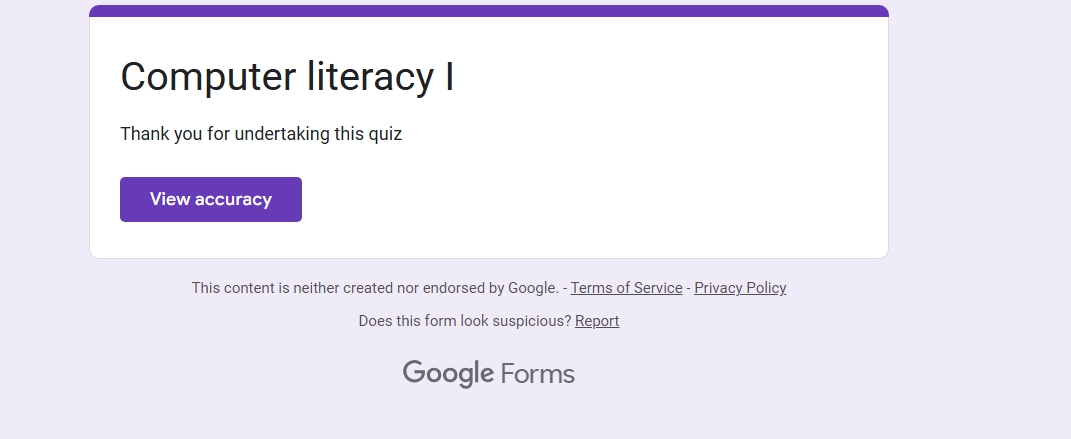 Computer literacy I
Thank you for undertaking this quiz
View accuracy
This content is neither created nor endorsed by Google. - Terms of Service - Privacy Policy
Does this form look suspicious? Report
Google Forms